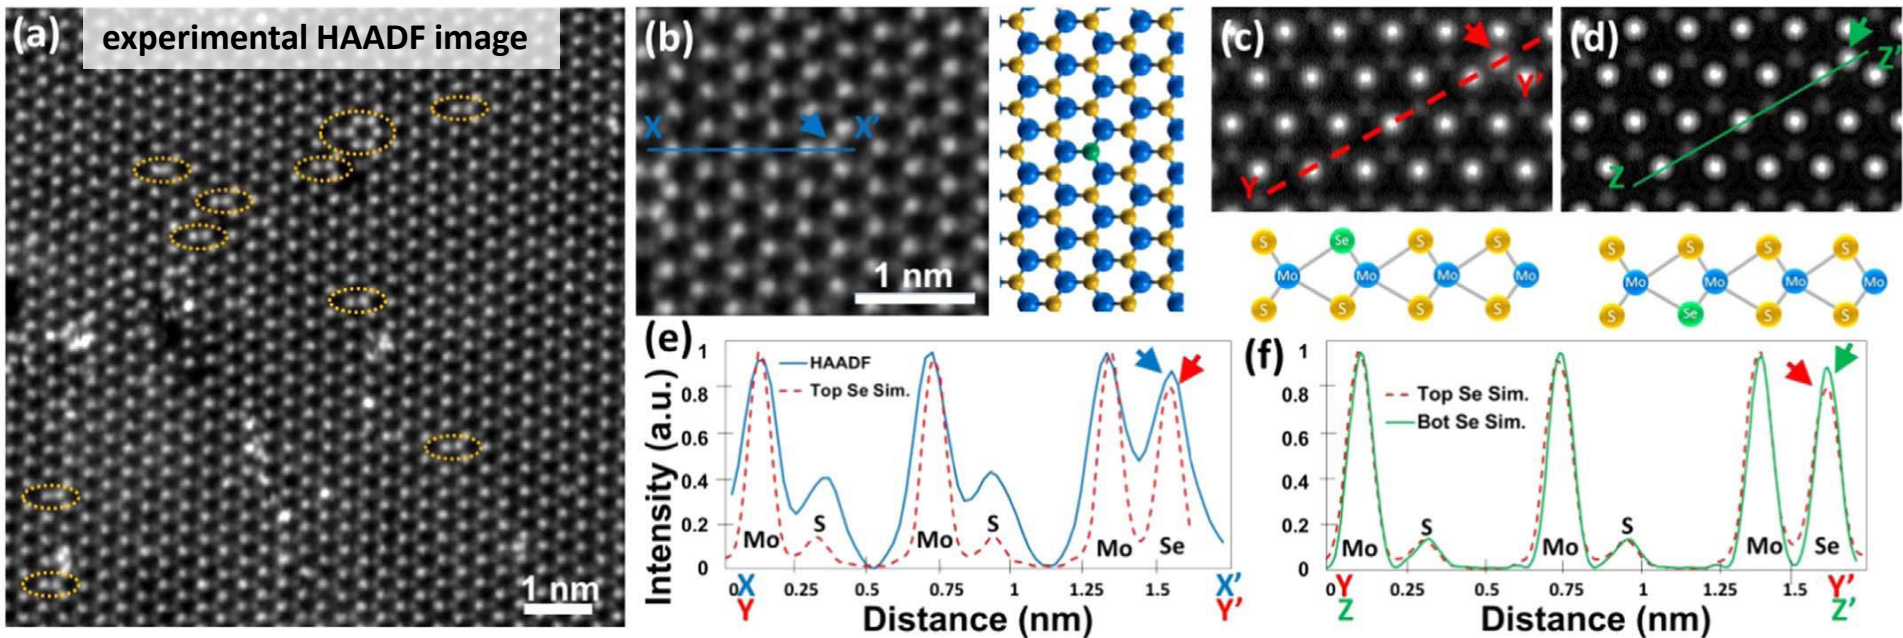 (a)
experimental HAADF image
1 nm
(b)
X X'
1 nm
(c)
Y Y'
S Se S S
Mo Mo Mo Mo
S S S S
(d)
Z Z'
S S S S
Mo Mo Mo Mo
S Se S S
(e)
Intensity (a.u.)
1
0.8
0.6
0.4
0.2
0
HAADF
Top Se Sim.
Mo S Mo S Mo Se
0 0.25 0.5 0.75 1 1.25 1.5
X X'
Y Y'
Distance (nm)
(f)
1
0.8
0.6
0.4
0.2
0
Top Se Sim.
Bot Se Sim.
Mo S Mo S Mo Se
0 0.25 0.5 0.75 1 1.25 1.5
Y Y'
Z Z'
Distance (nm)